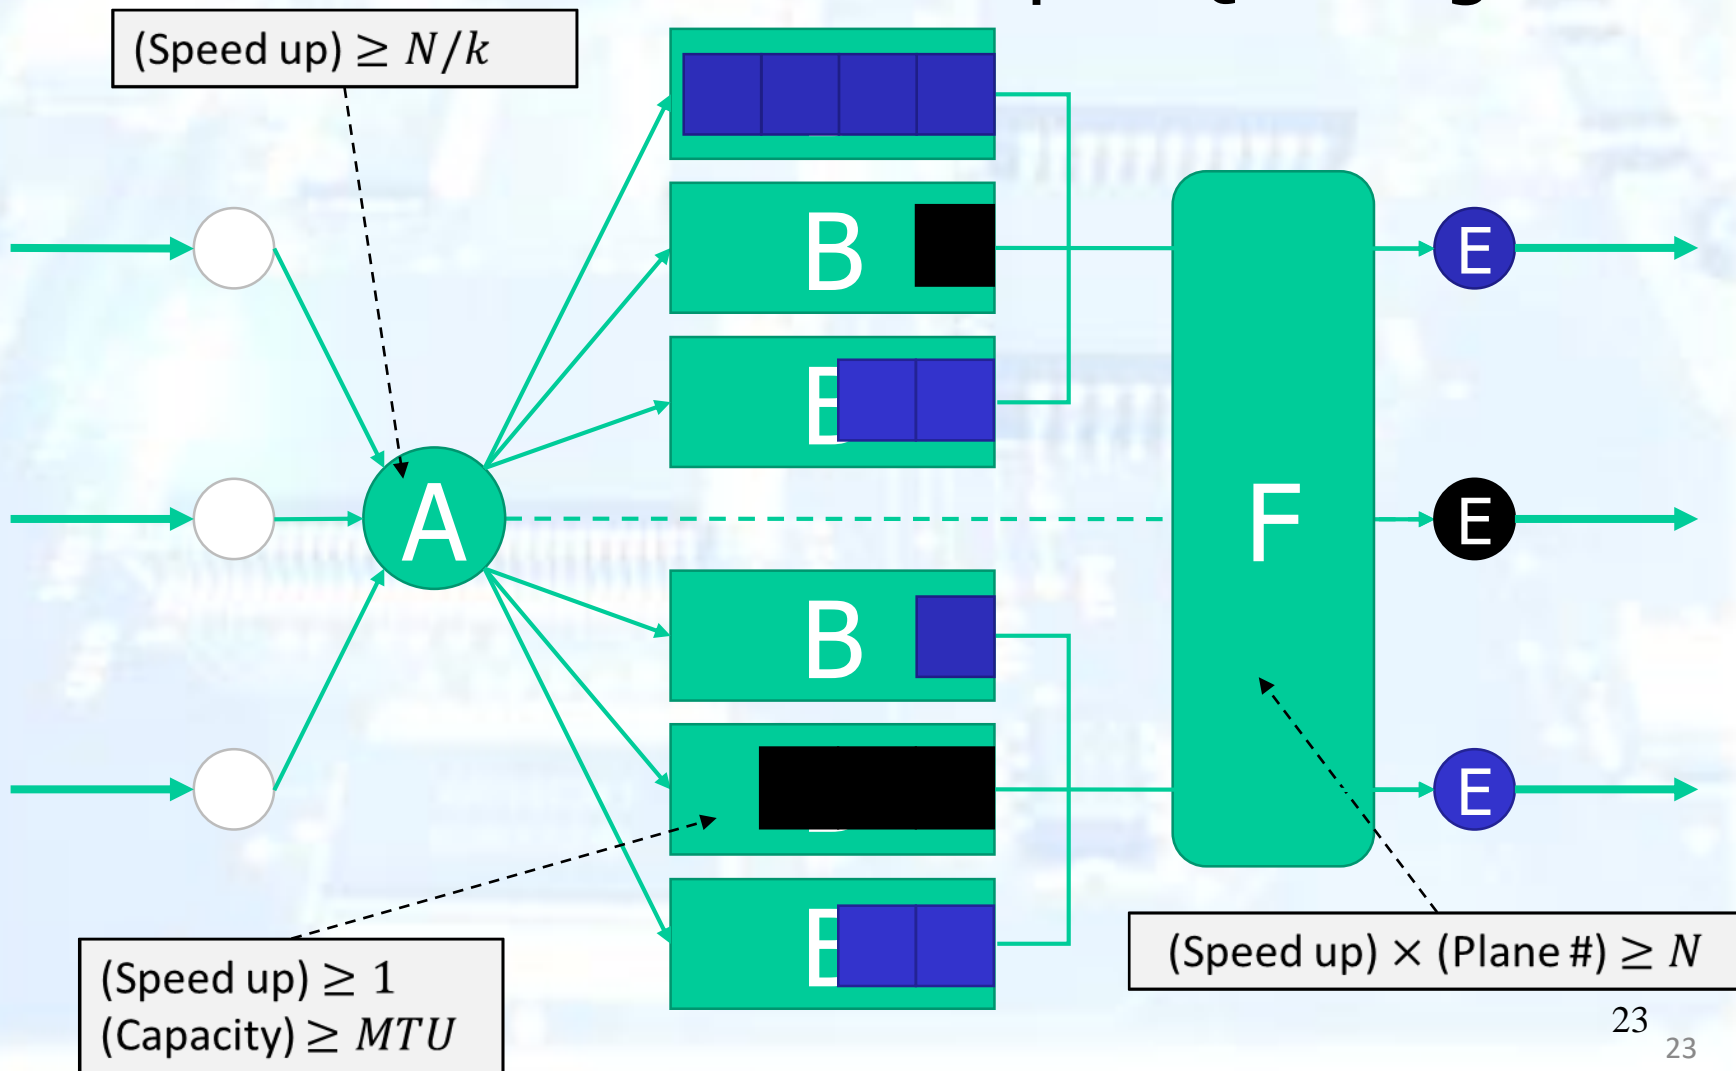 (Speed up) ≥ N/k
B
B
A
F
E
E
E
B
B
(Speed up) ≥ 1
(Capacity) ≥ MTU
(Speed up) × (Plane #) ≥ N
23
23